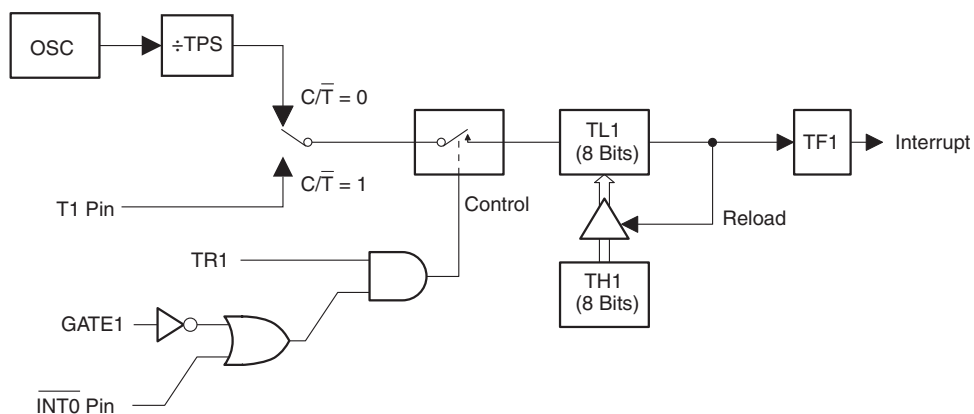 OSC
÷TPS
C/T̅ = 0
C/T̅ = 1
T1 Pin
TL1
(8 Bits)
TF1
Interrupt
Control
Reload
TR1
TH1
(8 Bits)
GATE1
I̅N̅T̅0̅ Pin